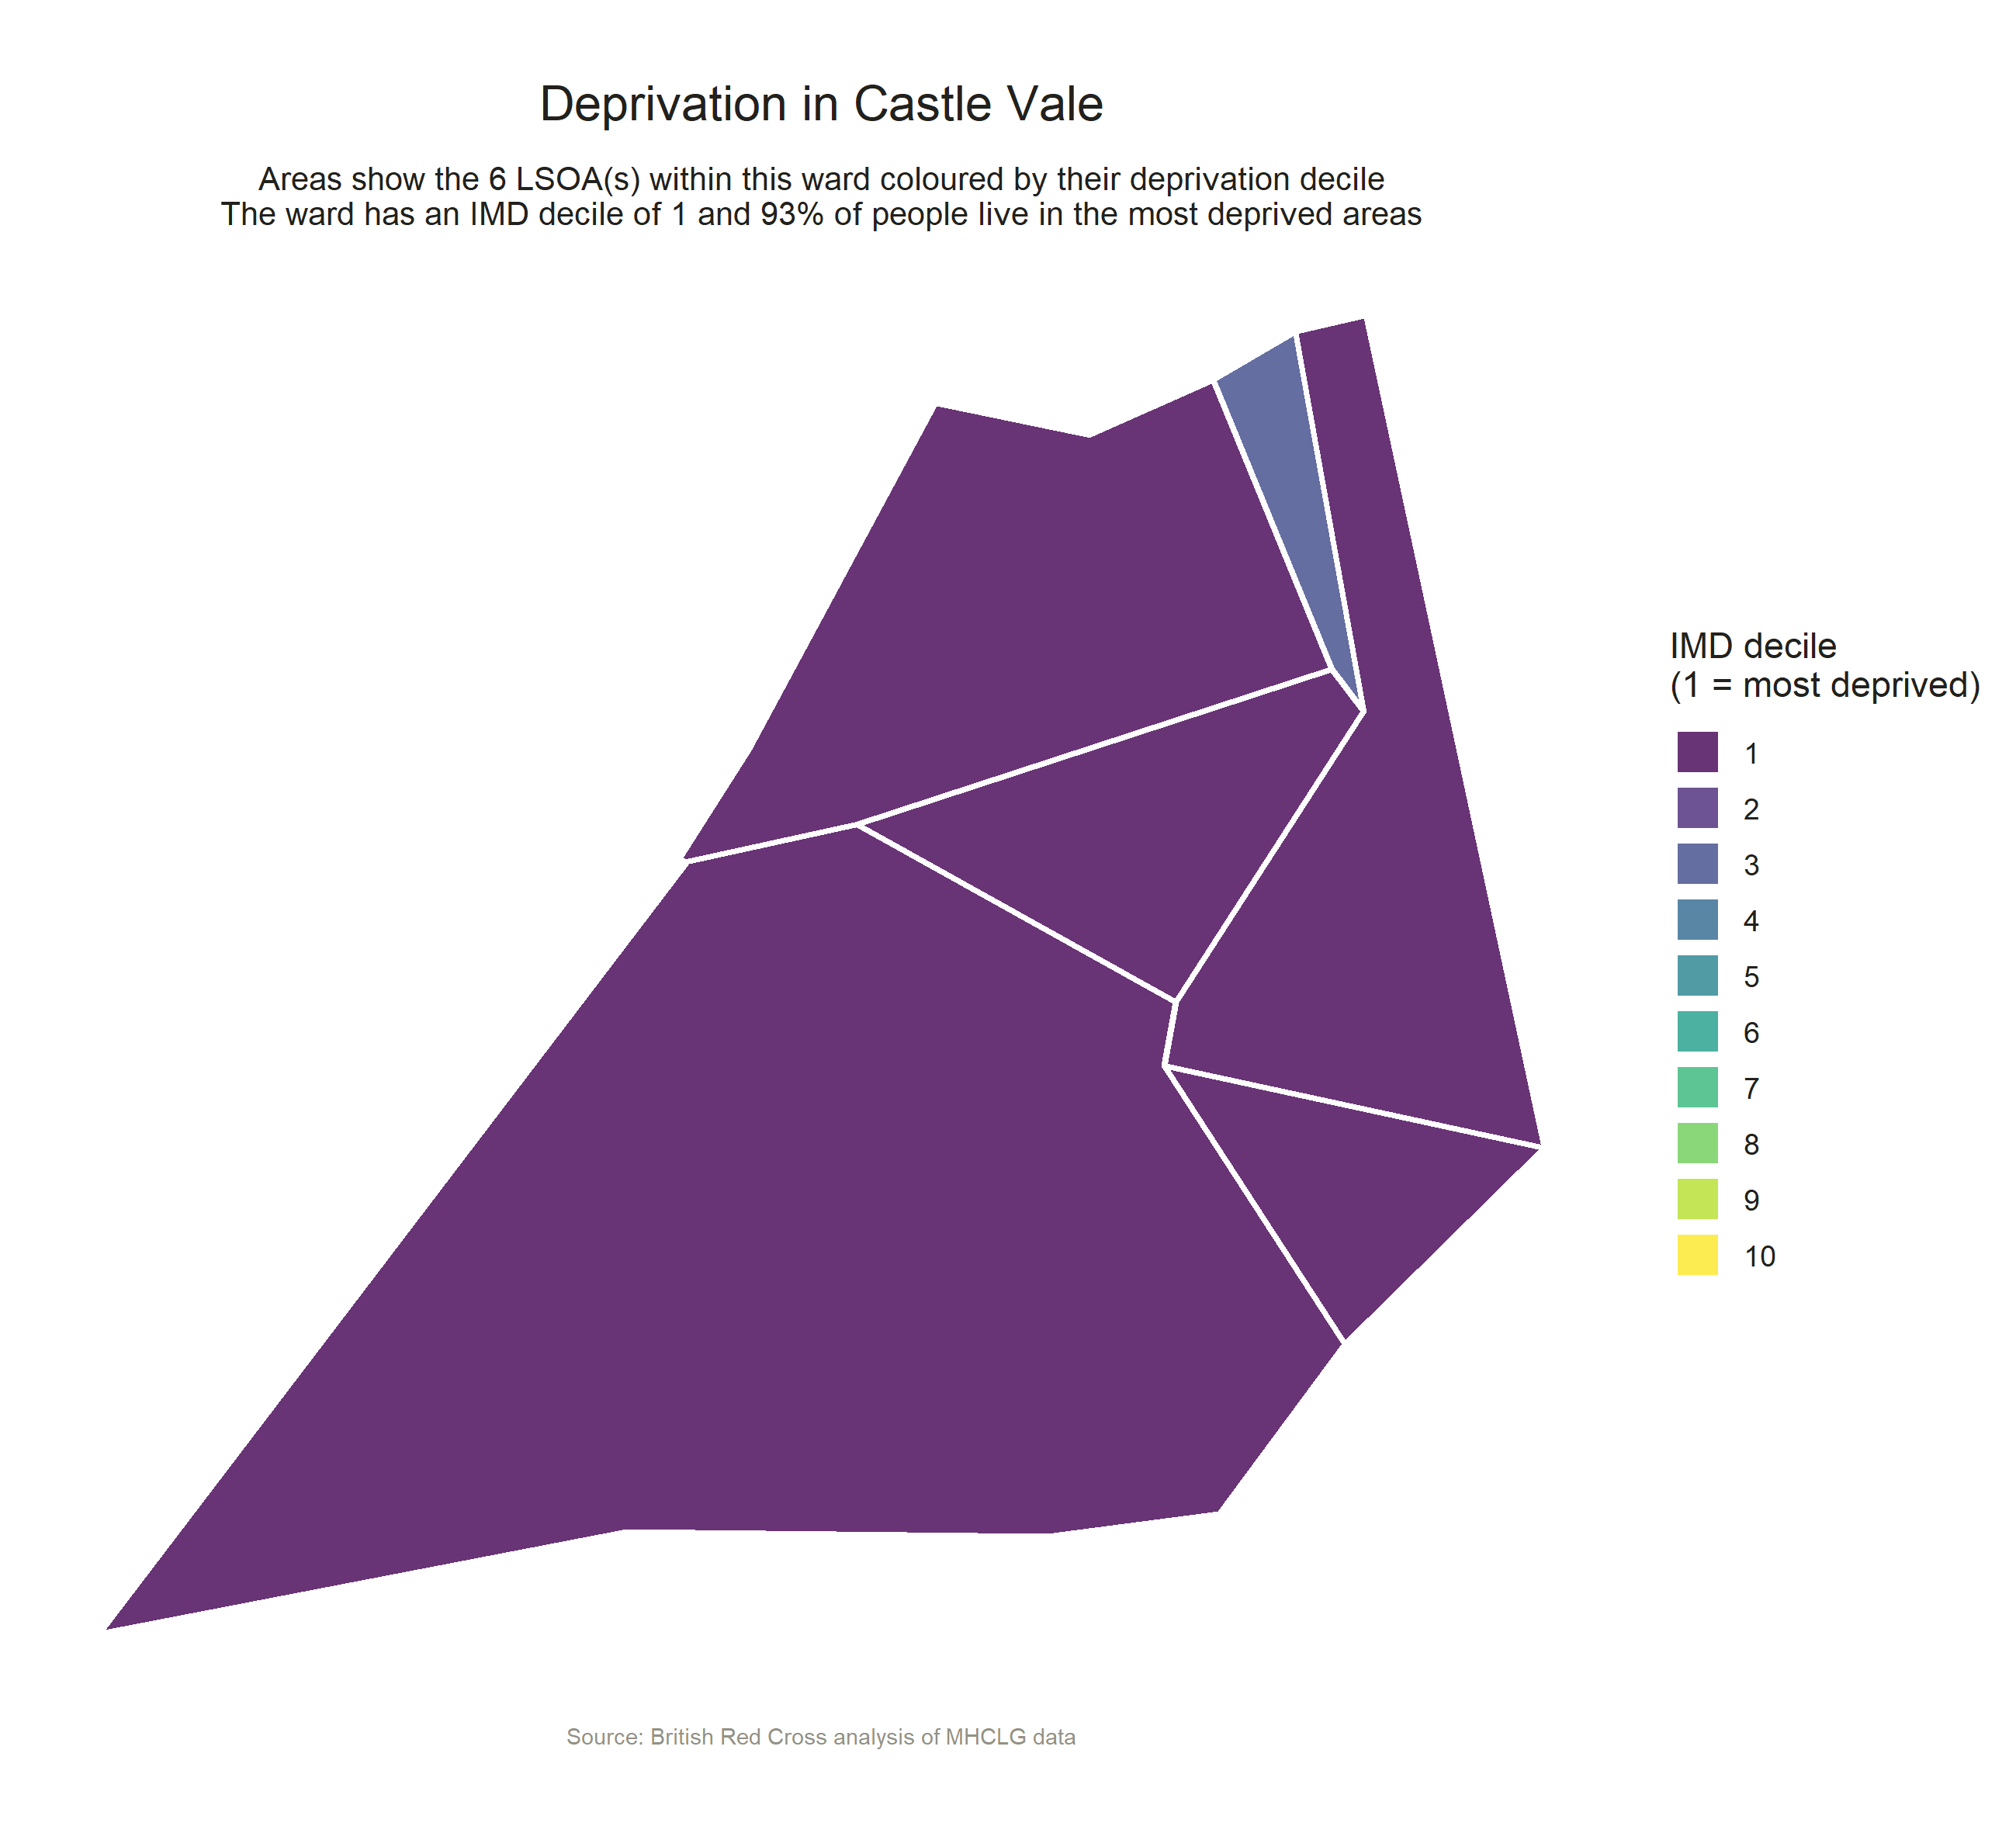 Deprivation in Castle Vale
Areas show the 6 LSOA(s) within this ward coloured by their deprivation decile
The ward has an IMD decile of 1 and 93% of people live in the most deprived areas
IMD decile
(1 = most deprived)
1
2
3
4
5
6
7
8
9
10
Source: British Red Cross analysis of MHCLG data